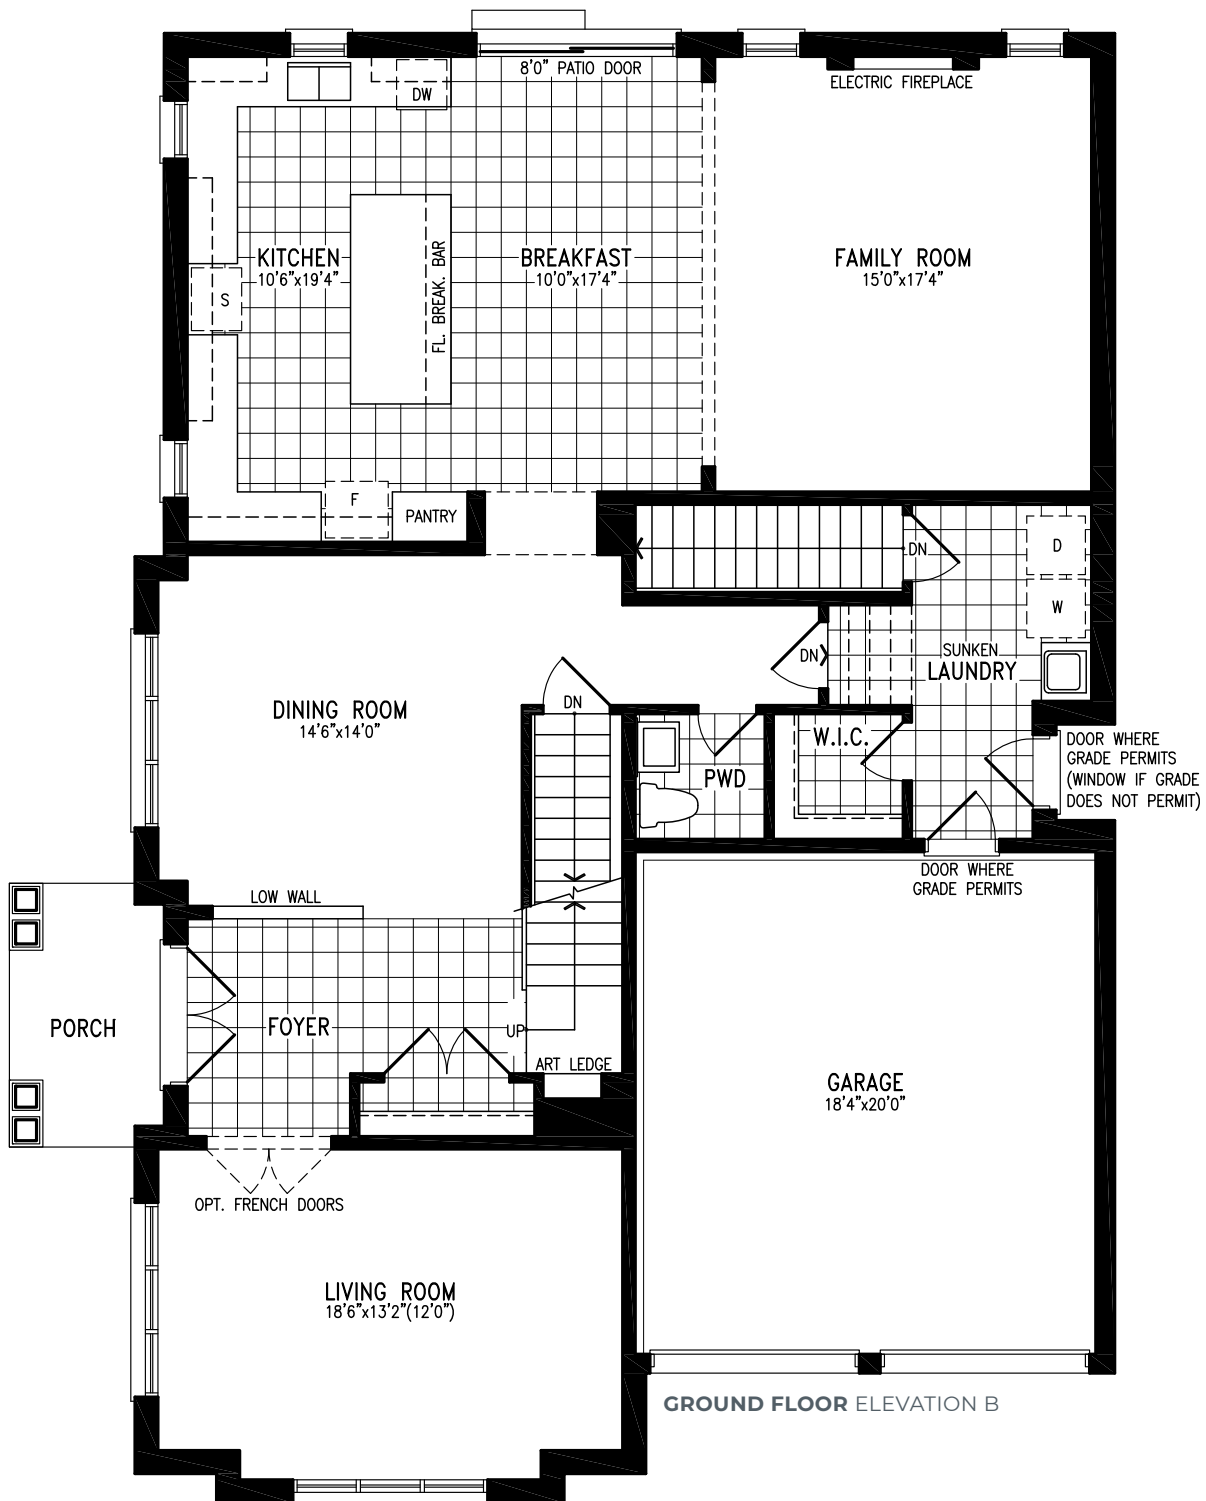 8'0" PATIO DOOR
DW
ELECTRIC FIREPLACE
KITCHEN
10'6"x19'4"
FL. BREAK. BAR
BREAKFAST
10'0"x17'4"
FAMILY ROOM
15'0"x17'4"
S
F
PANTRY
DN
D
W
DN
SUNKEN
LAUNDRY
DN
DINING ROOM
14'6"x14'0"
W.I.C.
PWD
DOOR WHERE
GRADE PERMITS
(WINDOW IF GRADE
DOES NOT PERMIT)
DOOR WHERE
GRADE PERMITS
LOW WALL
PORCH
FOYER
UP
ART LEDGE
GARAGE
18'4"x20'0"
OPT. FRENCH DOORS
LIVING ROOM
18'6"x13'2"(12'0")
GROUND FLOOR ELEVATION B